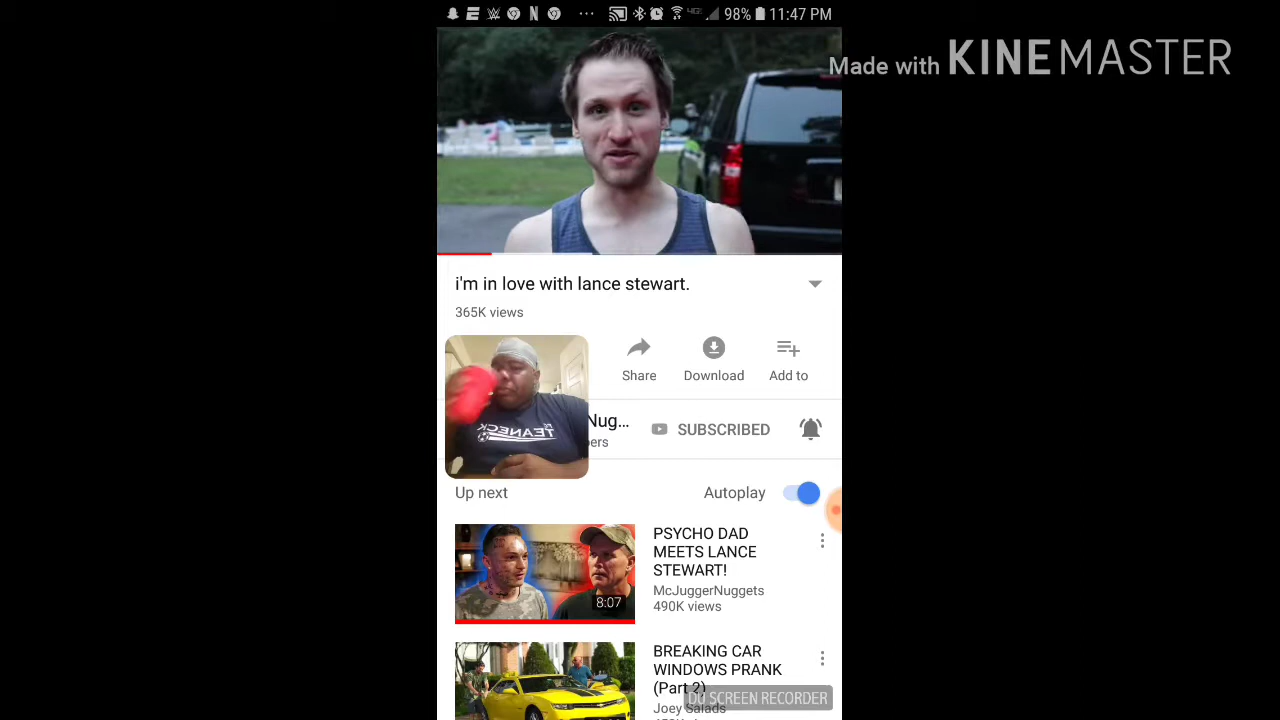 98% 11:47 PM
Made with KINEMASTER
i'm in love with lance stewart.
365K views
Share
Download
Add to
Nug...
SUBSCRIBED
bers
TEANECK
Up next
Autoplay
PSYCHO DAD
MEETS LANCE
STEWART!
McJuggerNuggets
490K views
8:07
BREAKING CAR
WINDOWS PRANK
(Part 2)
Joey Salads
DU SCREEN RECORDER